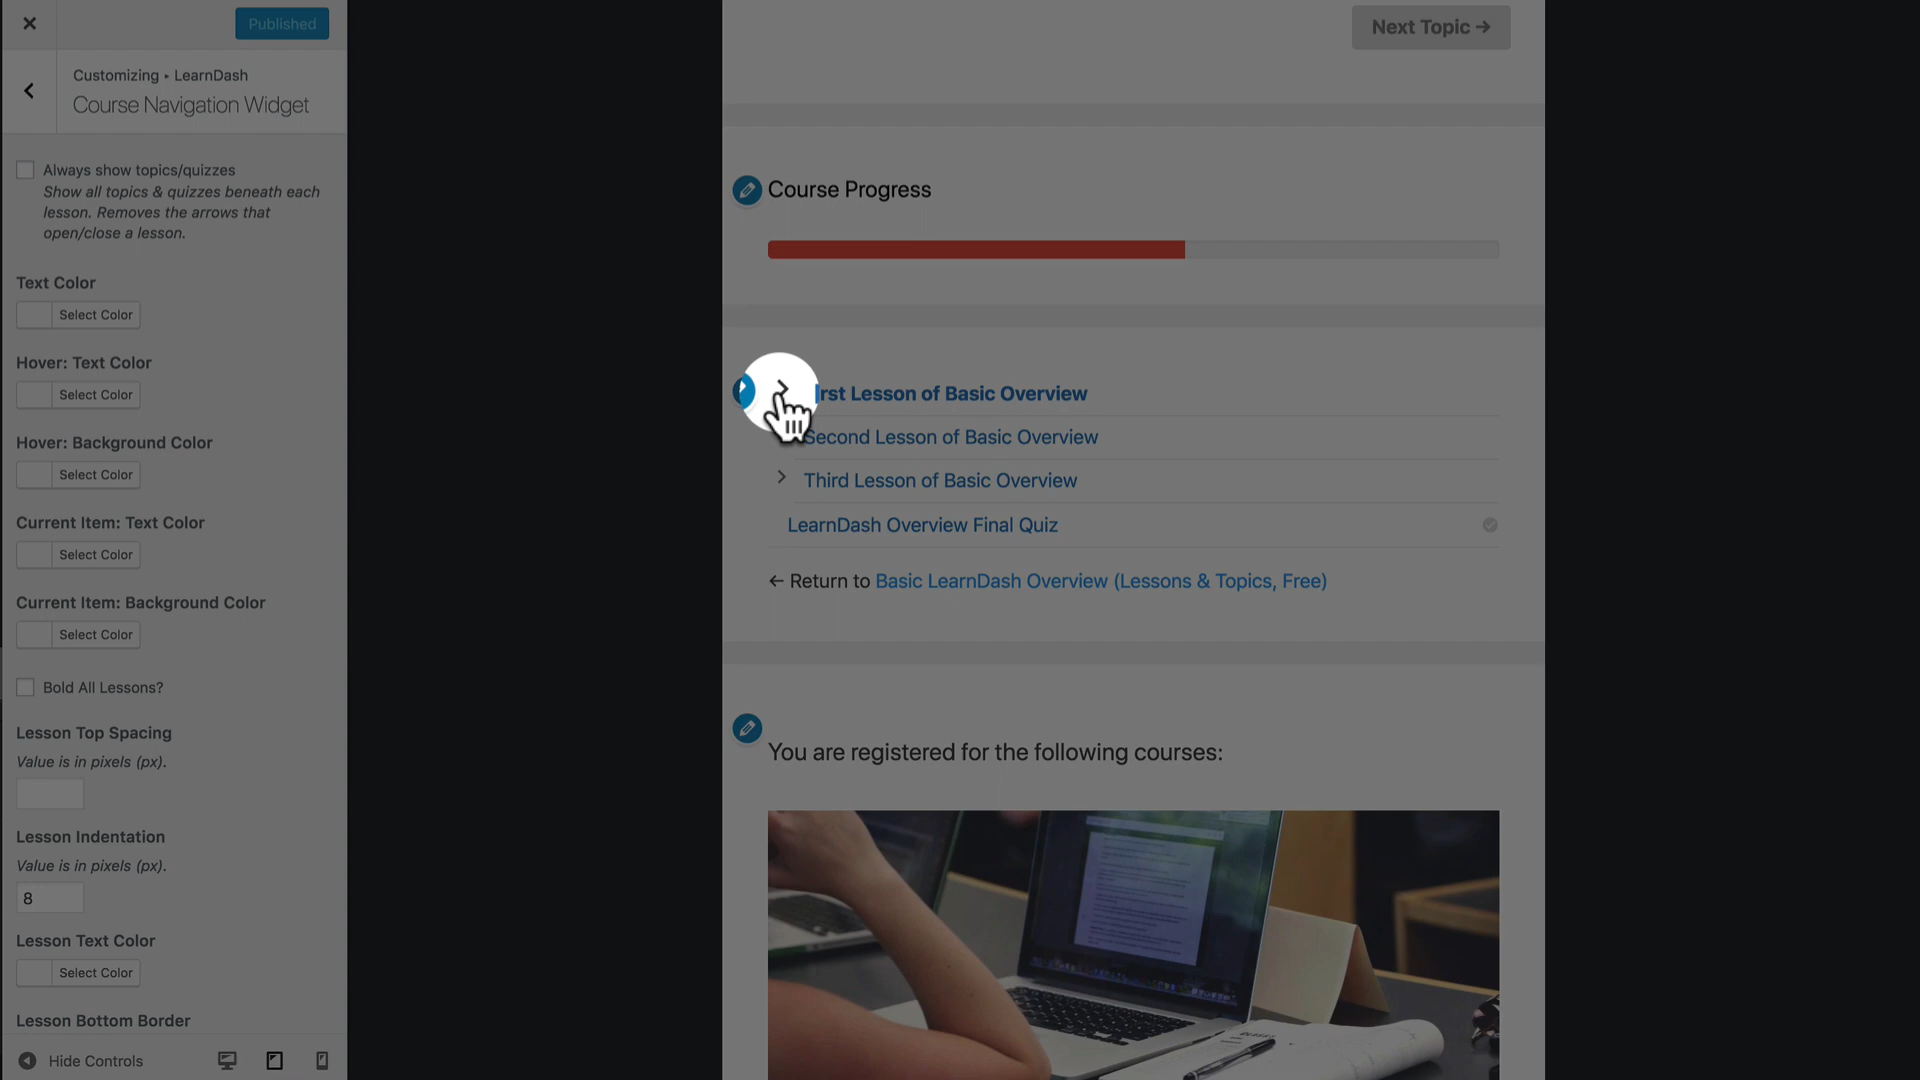 Published
Customizing ▸ LearnDash
Course Navigation Widget
Always show topics/quizzes
Show all topics & quizzes beneath each
lesson. Removes the arrows that
open/close a lesson.
Text Color
Select Color
Hover: Text Color
Select Color
Hover: Background Color
Select Color
Current Item: Text Color
Select Color
Current Item: Background Color
Select Color
Bold All Lessons?
Lesson Top Spacing
Value is in pixels (px).
Lesson Indentation
Value is in pixels (px).
8
Lesson Text Color
Select Color
Lesson Bottom Border
Hide Controls
Next Topic →
Course Progress
rst Lesson of Basic Overview
Second Lesson of Basic Overview
Third Lesson of Basic Overview
LearnDash Overview Final Quiz
← Return to Basic LearnDash Overview (Lessons & Topics, Free)
You are registered for the following courses: